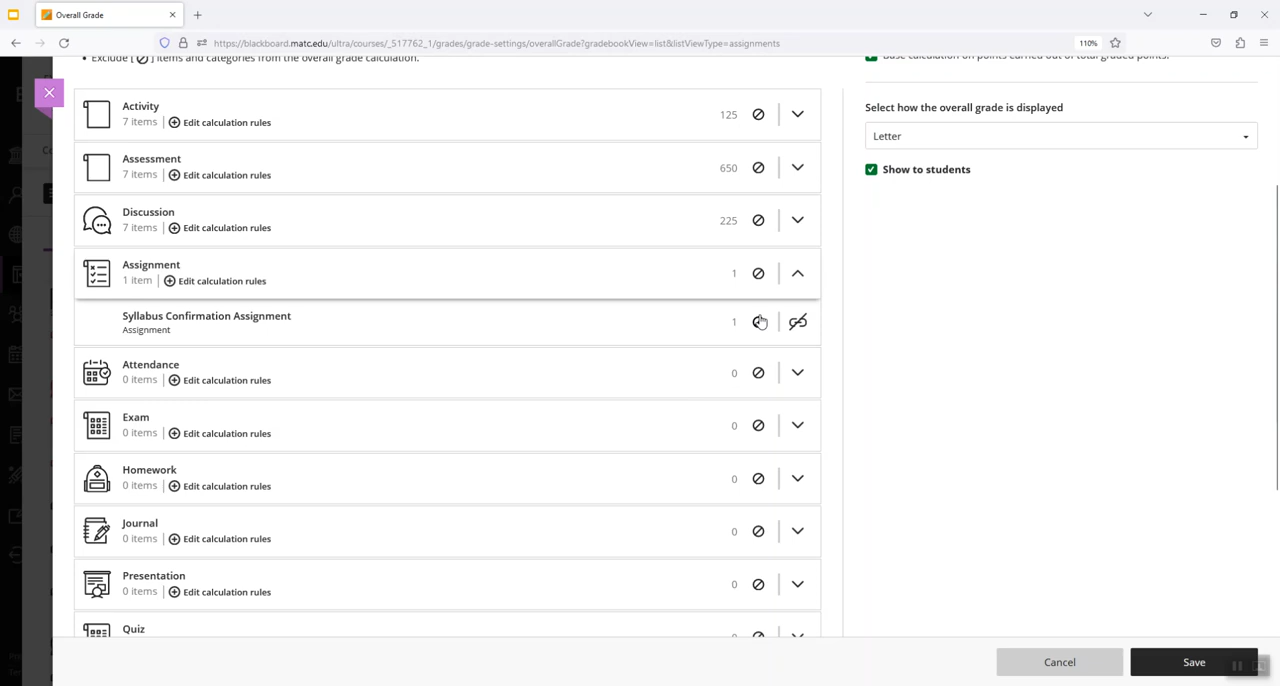 Overall Grade
https://blackboard.matc.edu/ultra/courses/_517762_1/grades/grade-settings/overallGrade?gradebookView=list&listViewType=assignments
110%
• Exclude [ ] items and categories from the overall grade calculation.
Base calculation on points earned out of total graded points.
Activity
7 items | Edit calculation rules
125
Assessment
7 items | Edit calculation rules
650
Discussion
7 items | Edit calculation rules
225
Assignment
1 item | Edit calculation rules
1
Syllabus Confirmation Assignment
Assignment
1
Attendance
0 items | Edit calculation rules
0
Exam
0 items | Edit calculation rules
0
Homework
0 items | Edit calculation rules
0
Journal
0 items | Edit calculation rules
0
Presentation
0 items | Edit calculation rules
0
Quiz
Select how the overall grade is displayed
Letter
Show to students
Cancel
Save